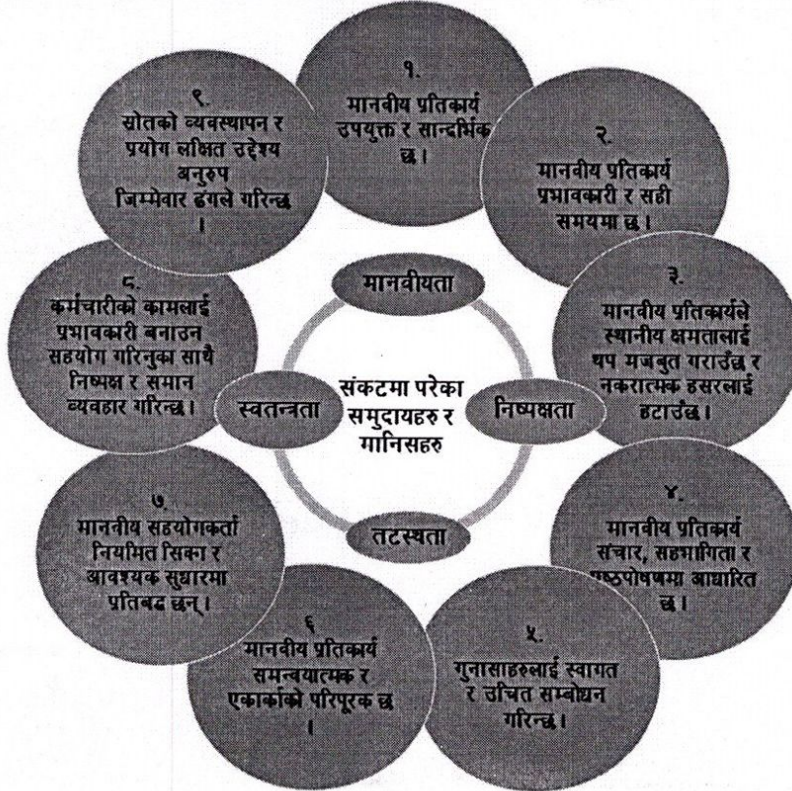 १.
मानवीय प्रतिकार्य
उपयुक्त र सान्दर्भिक
छ ।
२.
मानवीय प्रतिकार्य
प्रभावकारी र सही
समयमा छ ।
३.
मानवीय प्रतिकार्यले
स्थानीय क्षमतालाई
थप मजबुत गराउँछ र
नकरात्मक हसरलाई
हटाउँछ ।
४.
मानवीय प्रतिकार्य
संचार, सहभागिता र
पृष्ठपोषणमा आधारित
छ ।
५.
गुनासाहरुलाई स्वागत
र उचित सम्बोधन
गरिन्छ ।
६
मानवीय प्रतिकार्य
समन्वयात्मक र
एकार्काको परिपूरक छ
।
७
मानवीय सहयोगकर्ता
नियमित सिका र
आवश्यक सुधारमा
प्रतिबद्ध छन् ।
८.
कर्मचारीको कामलाई
प्रभावकारी बनाउन
सहयोग गरिनुका साथै
निष्पक्ष र समान
व्यवहार गरिन्छ ।
९.
स्रोतको व्यवस्थापन र
प्रयोग लक्षित उद्देश्य
अनुरुप
जिम्मेवार ढंगले गरिन्छ
।
मानवीयता
स्वतन्त्रता
संकटमा परेका
समुदायहरु र
मानिसहरु
निष्पक्षता
तटस्थता